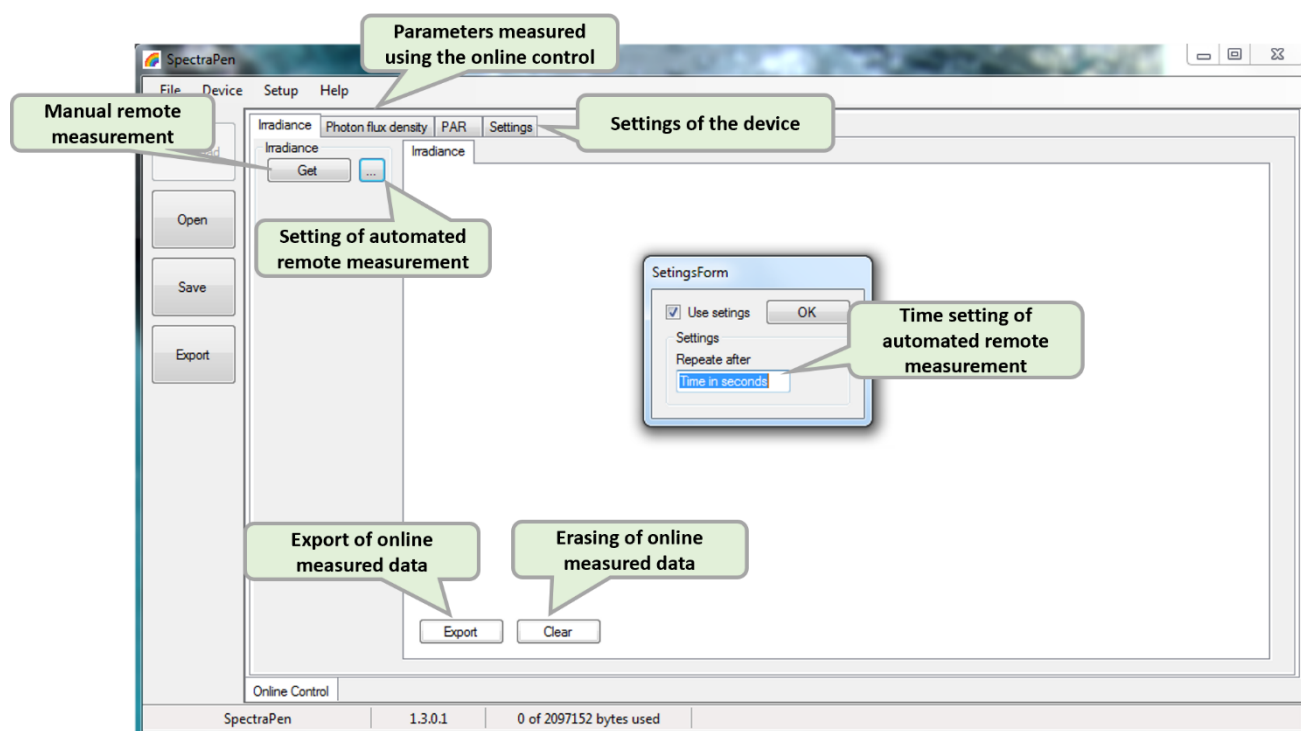 Parameters measured
using the online control
SpectraPen
File Device Setup Help
Manual remote
measurement
Irradiance Photon flux density PAR Settings
Settings of the device
Irradiance
Irradiance
Get ...
Open
Setting of automated
remote measurement
SetingsForm
Save
Use setings OK
Time setting of
automated remote
measurement
Settings
Repeate after
Time in seconds
Export
Export of online
measured data
Erasing of online
measured data
Export Clear
Online Control
SpectraPen 1.3.0.1 0 of 2097152 bytes used